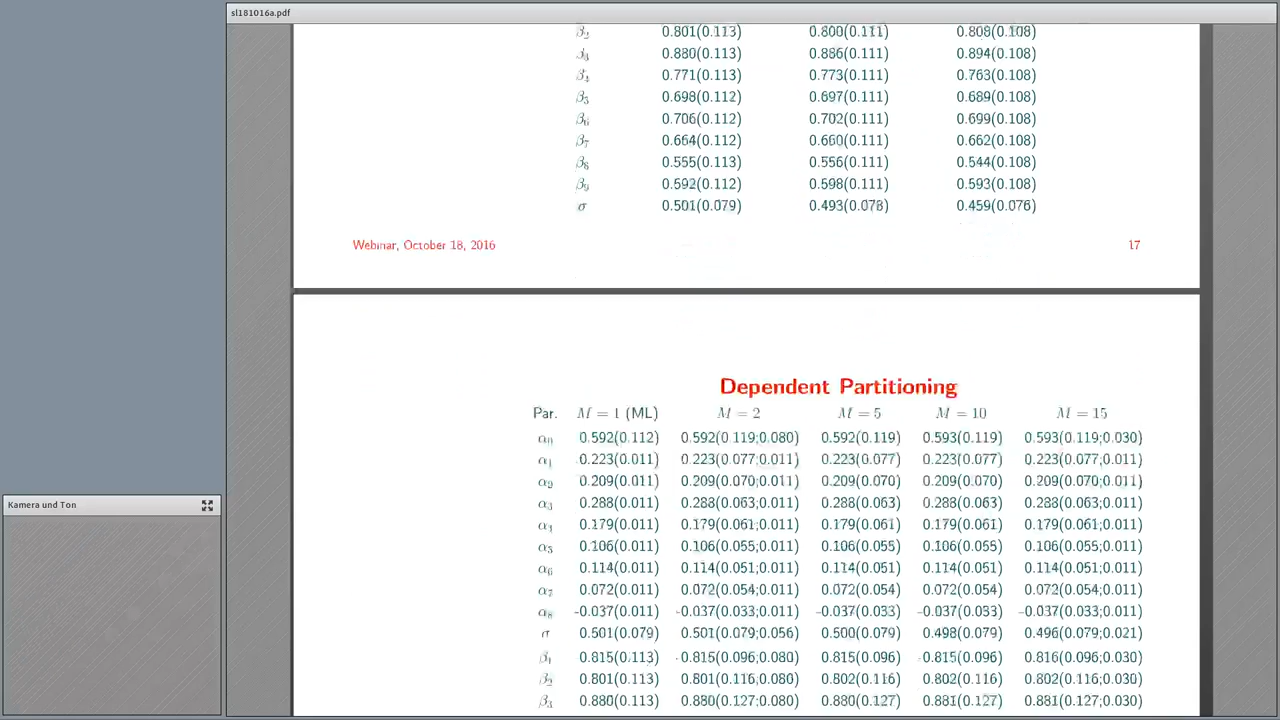 sl181016a.pdf
β₂ 0.801(0.113) 0.800(0.111) 0.808(0.108)
β₃ 0.880(0.113) 0.886(0.111) 0.894(0.108)
β₄ 0.771(0.113) 0.773(0.111) 0.763(0.108)
β₅ 0.698(0.112) 0.697(0.111) 0.689(0.108)
β₆ 0.706(0.112) 0.702(0.111) 0.699(0.108)
β₇ 0.664(0.112) 0.660(0.111) 0.662(0.108)
β₈ 0.555(0.113) 0.556(0.111) 0.544(0.108)
β₉ 0.592(0.112) 0.598(0.111) 0.593(0.108)
σ 0.501(0.079) 0.493(0.078) 0.459(0.076)
Webinar, October 18, 2016 17
Dependent Partitioning
Par. M = 1 (ML) M = 2 M = 5 M = 10 M = 15
α₀ 0.592(0.112) 0.592(0.119;0.080) 0.592(0.119) 0.593(0.119) 0.593(0.119;0.030)
α₁ 0.223(0.011) 0.223(0.077;0.011) 0.223(0.077) 0.223(0.077) 0.223(0.077;0.011)
α₂ 0.209(0.011) 0.209(0.070;0.011) 0.209(0.070) 0.209(0.070) 0.209(0.070;0.011)
α₃ 0.288(0.011) 0.288(0.063;0.011) 0.288(0.063) 0.288(0.063) 0.288(0.063;0.011)
α₄ 0.179(0.011) 0.179(0.061;0.011) 0.179(0.061) 0.179(0.061) 0.179(0.061;0.011)
α₅ 0.106(0.011) 0.106(0.055;0.011) 0.106(0.055) 0.106(0.055) 0.106(0.055;0.011)
α₆ 0.114(0.011) 0.114(0.051;0.011) 0.114(0.051) 0.114(0.051) 0.114(0.051;0.011)
α₇ 0.072(0.011) 0.072(0.054;0.011) 0.072(0.054) 0.072(0.054) 0.072(0.054;0.011)
α₈ -0.037(0.011) -0.037(0.033;0.011) -0.037(0.033) -0.037(0.033) -0.037(0.033;0.011)
σ 0.501(0.079) 0.501(0.079;0.056) 0.500(0.079) 0.498(0.079) 0.496(0.079;0.021)
β₁ 0.815(0.113) 0.815(0.096;0.080) 0.815(0.096) 0.815(0.096) 0.816(0.096;0.030)
β₂ 0.801(0.113) 0.801(0.116;0.080) 0.802(0.116) 0.802(0.116) 0.802(0.116;0.030)
β₃ 0.880(0.113) 0.880(0.127;0.080) 0.880(0.127) 0.881(0.127) 0.881(0.127;0.030)
Kamera und Ton